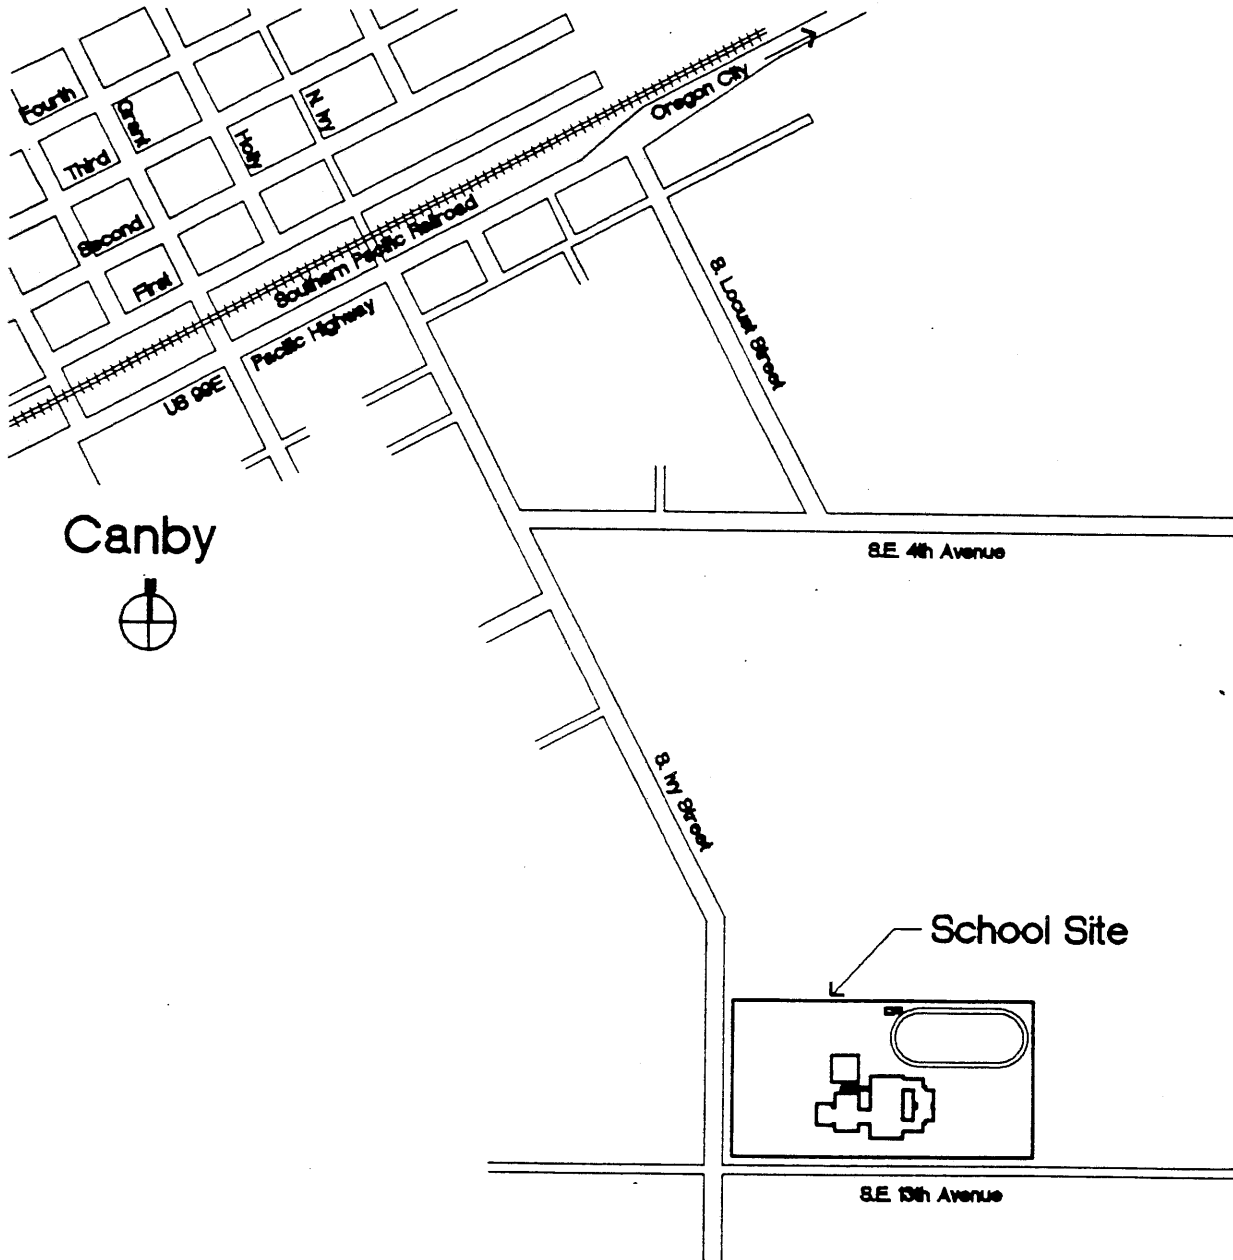 Fourth
Grant
N. Ivy
Third
Holly
Second
First
Oregon City
Southern Pacific Railroad
Pacific Highway
US 99E
S. Locust Street
Canby
N
S.E. 4th Avenue
S. Ivy Street
School Site
S.E. 13th Avenue